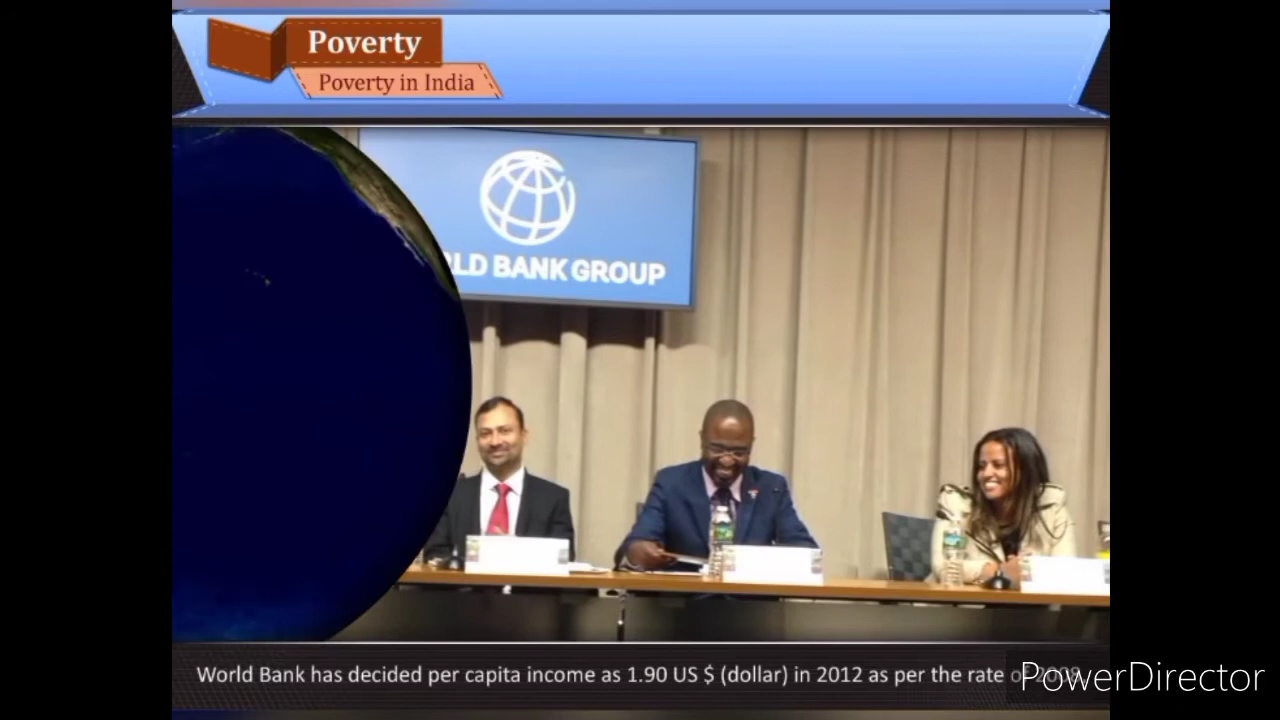 Poverty
Poverty in India
RLD BANK GROUP
World Bank has decided per capita income as 1.90 US $ (dollar) in 2012 as per the rate
PowerDirector